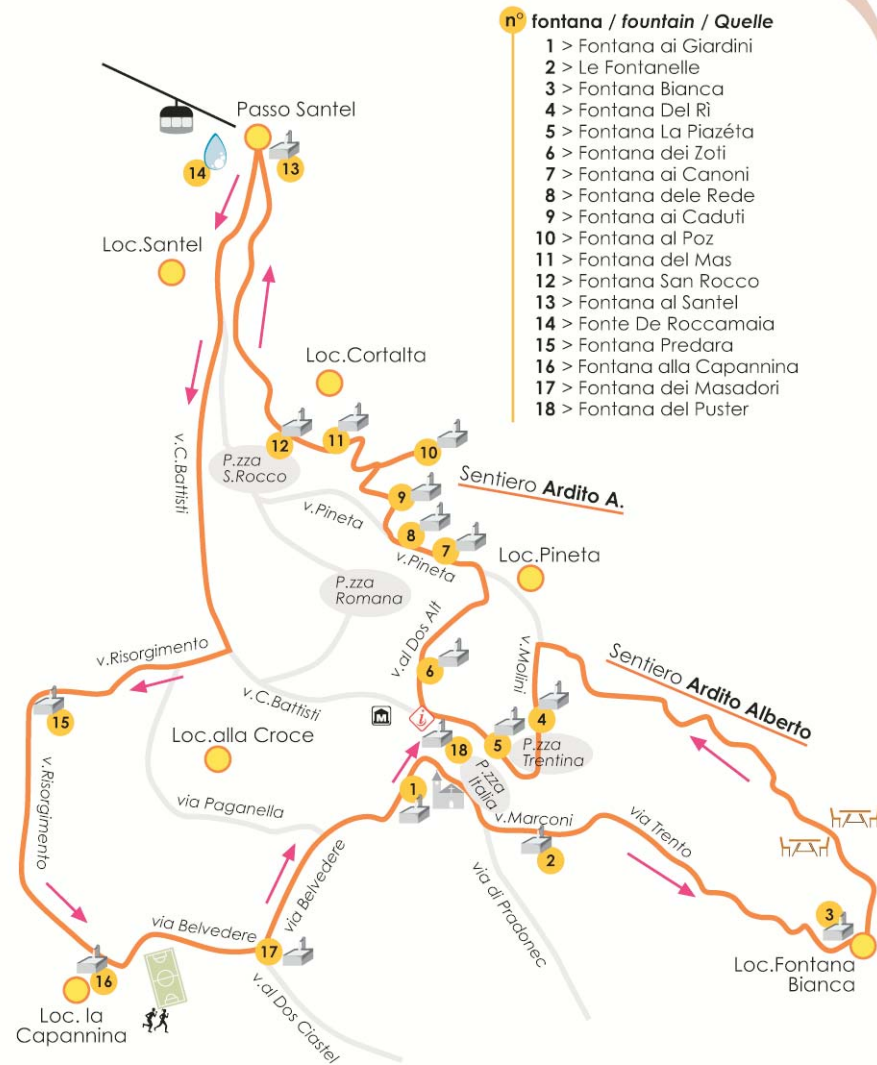 n° fontana / fountain / Quelle
1 > Fontana ai Giardini
2 > Le Fontanelle
3 > Fontana Bianca
4 > Fontana Del Rì
5 > Fontana La Piazéta
6 > Fontana dei Zoti
7 > Fontana ai Canoni
8 > Fontana dele Rede
9 > Fontana ai Caduti
10 > Fontana al Poz
11 > Fontana del Mas
12 > Fontana San Rocco
13 > Fontana al Santel
14 > Fonte De Roccamaia
15 > Fontana Predara
16 > Fontana alla Capannina
17 > Fontana dei Masadori
18 > Fontana del Puster
Passo Santel
14
13
Loc.Santel
Loc.Cortalta
12
11
10
P.zza
S.Rocco
Sentiero Ardito A.
9
v.C.Battisti
v.Pineta
8
7
v.Pineta
Loc.Pineta
P.zza
Romana
v.al Dos Alt
v.Molini
v.Risorgimento
6
Sentiero Ardito Alberto
v.C.Battisti
M
i
4
15
5
P.zza
Trentina
18
Loc.alla Croce
P.zza
Italia
1
v.Risorgimento
via Paganella
v.Marconi
via Trento
2
via Belvedere
via di Pradonec
3
via Belvedere
17
16
Loc.Fontana
Bianca
Loc. la
Capannina
v.al Dos Ciastel